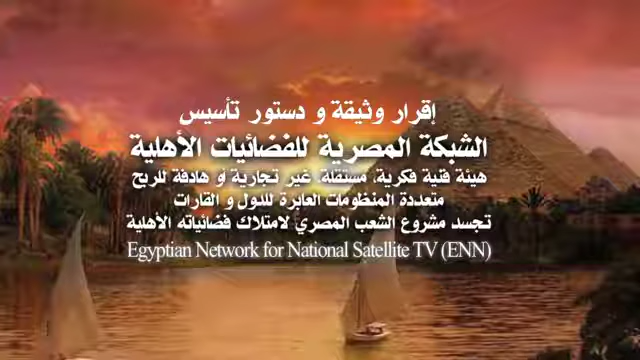 إقرار وثيقة و دستور تأسيس
الشبكة المصرية للفضائيات الأهلية
هيئة فنية فكرية، مستقلة، غير تجارية أو هادفة للربح
متعددة المنظومات العابرة للدول و القارات
تجسد مشروع الشعب المصري لامتلاك فضائياته الأهلية
Egyptian Network for National Satellite TV (ENN)